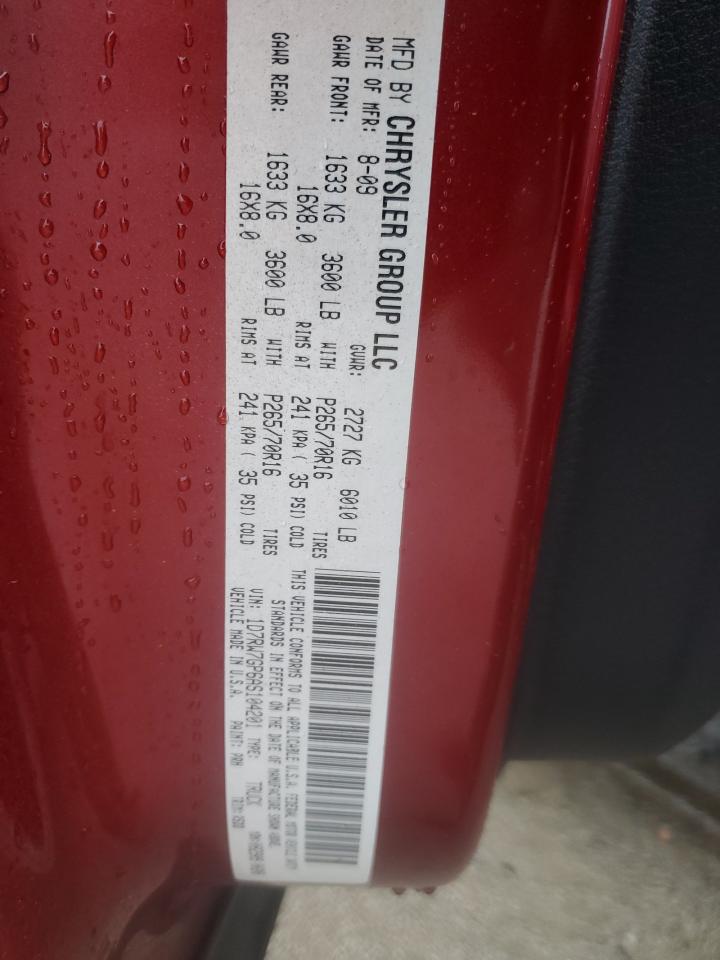 MFD BY CHRYSLER GROUP LLC
DATE OF MFR: 8-09 GVWR: 2727 KG 6010 LB
GAWR FRONT: 1633 KG 3600 LB WITH P265/70R16 TIRES
16X8.0 RIMS AT 241 KPA ( 35 PSI) COLD
GAWR REAR: 1633 KG 3600 LB WITH P265/70R16 TIRES
16X8.0 RIMS AT 241 KPA ( 35 PSI) COLD
THIS VEHICLE CONFORMS TO ALL APPLICABLE U.S.A. FEDERAL MOTOR VEHICLE SAFETY
STANDARDS IN EFFECT ON THE DATE OF MANUFACTURE SHOWN ABOVE.
VIN: 1D7RW7GP6AS104201 TYPE: TRUCK
VEHICLE MADE IN U.S.A. PAINT: PRH TRIM: